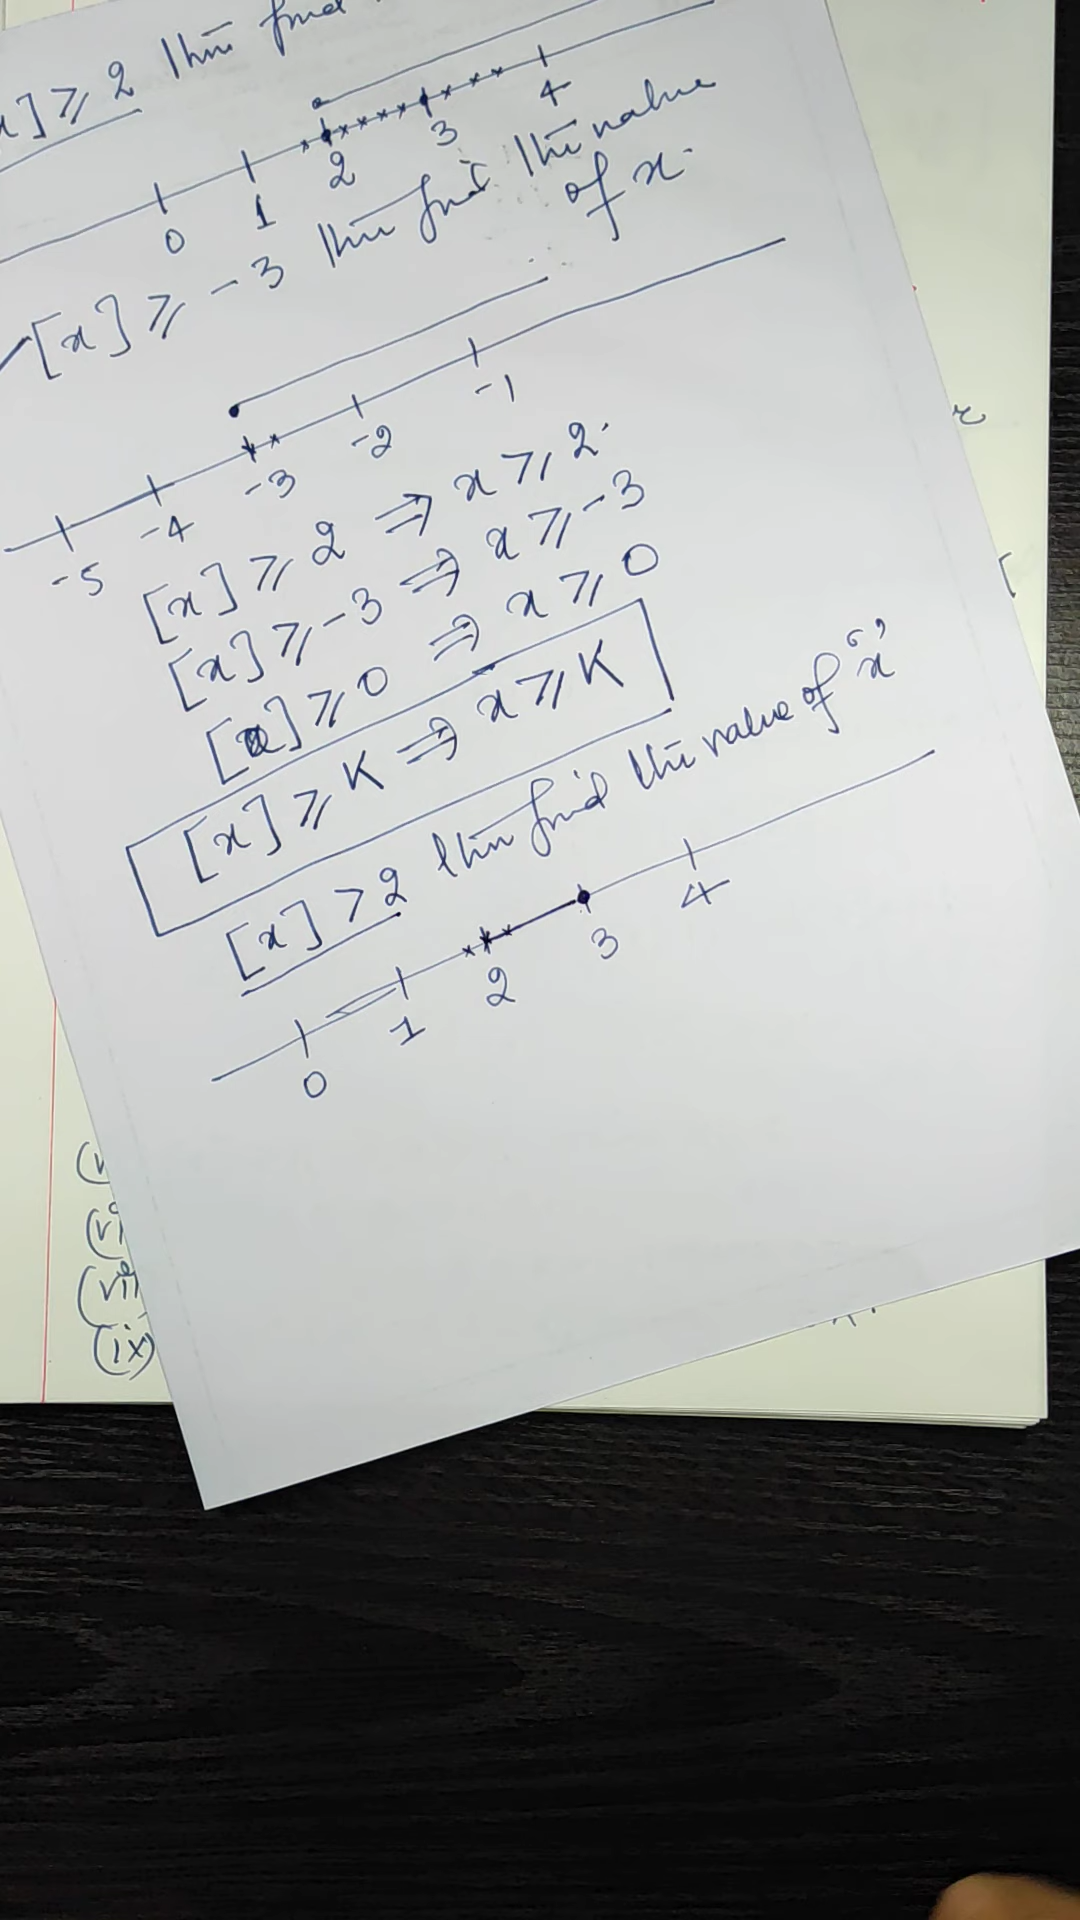 x] ⩾ 2 then find
0 1 2 3 4
[x] ⩾ -3 then find the value
of x.
-5 -4 -3 -2 -1
[x] ⩾ 2 ⇒ x ⩾ 2.
[x] ⩾ -3 ⇒ x ⩾ -3
[x] ⩾ 0 ⇒ x ⩾ 0
[x] ⩾ K ⇒ x ⩾ K
[x] > 2 then find the value of “x”
0 1 2 3 4
(ix)